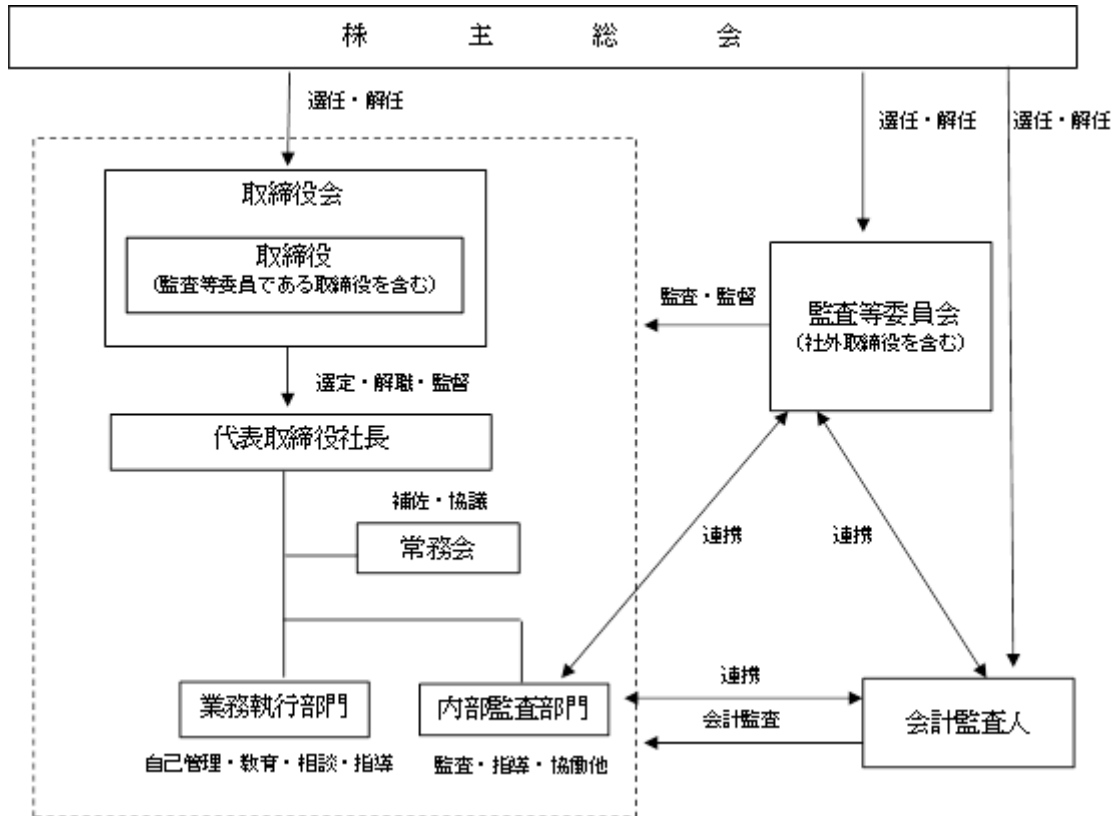 株主総会
選任・解任
選任・解任
選任・解任
取締役会
取締役
(監査等委員である取締役を含む)
監査・監督
監査等委員会
(社外取締役を含む)
選定・解職・監督
代表取締役社長
補佐・協議
常務会
連携
連携
業務執行部門
内部監査部門
連携
会計監査
会計監査人
自己管理・教育・相談・指導
監査・指導・協働他